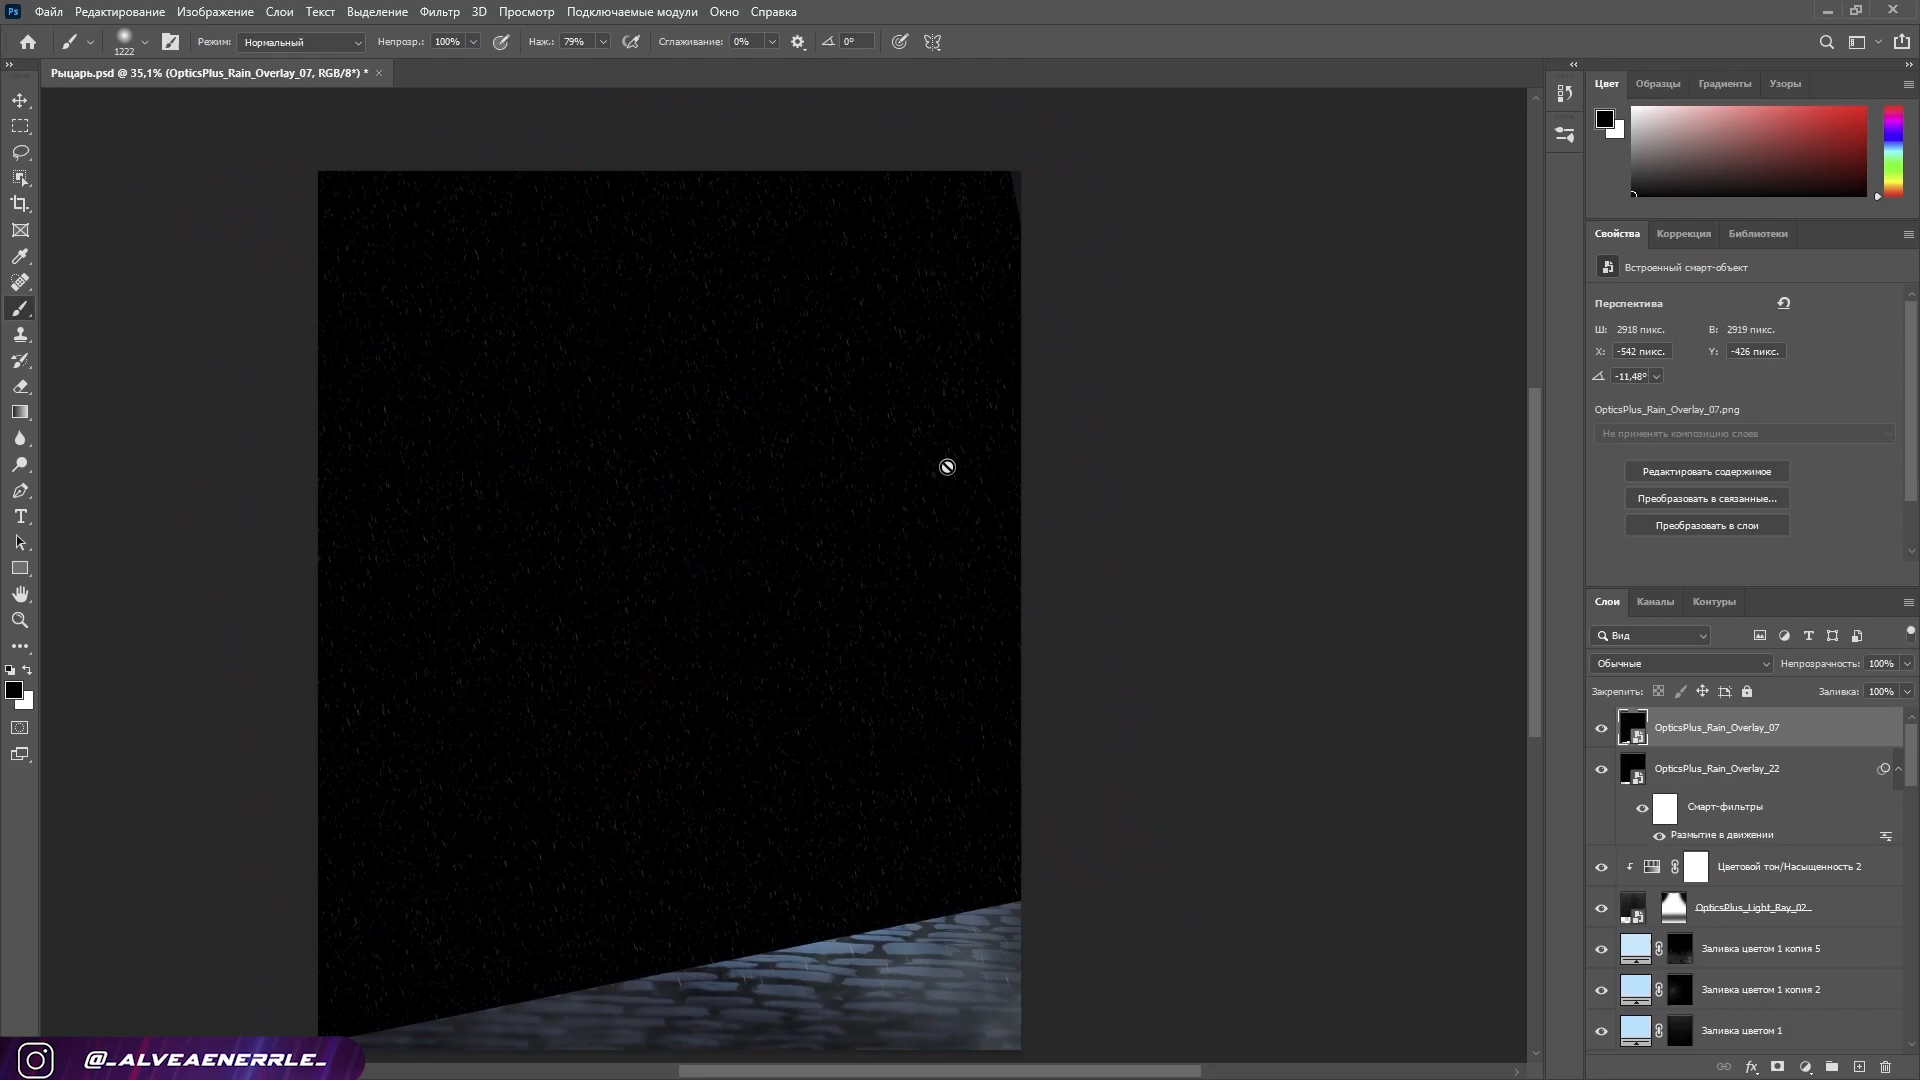 Ps Файл Редактирование Изображение Слои Текст Выделение Фильтр 3D Просмотр Подключаемые модули Окно Справка
1222 Режим: Нормальный Непрозр.: 100% Наж.: 79% Сглаживание: 0% 0°
Рыцарь.psd @ 35,1% (OpticsPlus_Rain_Overlay_07, RGB/8*) * ×
Цвет Образцы Градиенты Узоры
Свойства Коррекция Библиотеки
Встроенный смарт-объект
Перспектива
Ш: 2918 пикс. В: 2919 пикс.
X: -542 пикс. Y: -426 пикс.
-11,48°
OpticsPlus_Rain_Overlay_07.png
Не применять композицию слоев
Редактировать содержимое
Преобразовать в связанные...
Преобразовать в слои
Слои Каналы Контуры
Вид
Обычные Непрозрачность: 100%
Закрепить: Заливка: 100%
OpticsPlus_Rain_Overlay_07
OpticsPlus_Rain_Overlay_22
Смарт-фильтры
Размытие в движении
Цветовой тон/Насыщенность 2
OpticsPlus_Light_Ray_02
Заливка цветом 1 копия 5
Заливка цветом 1 копия 2
Заливка цветом 1
fx
@_ALVEAENERRLE_